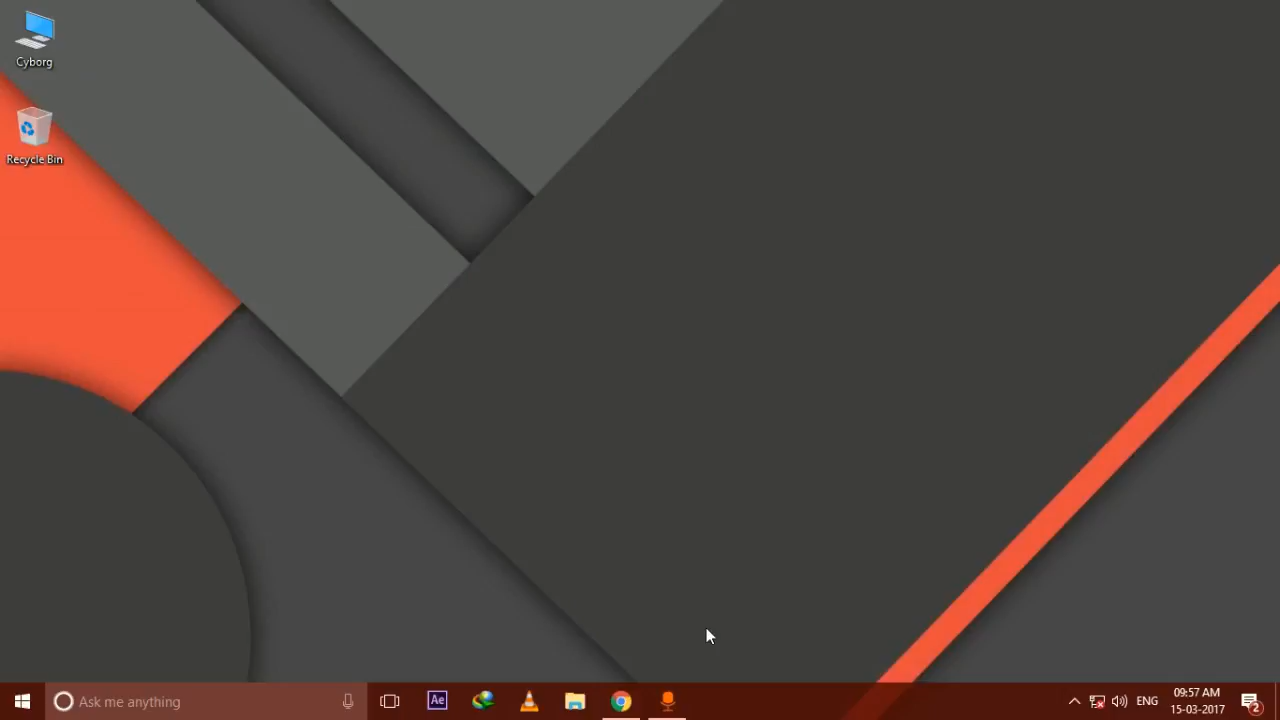 Cyborg
Recycle Bin
Ask me anything
Ae
ENG
09:57 AM
15-03-2017
2